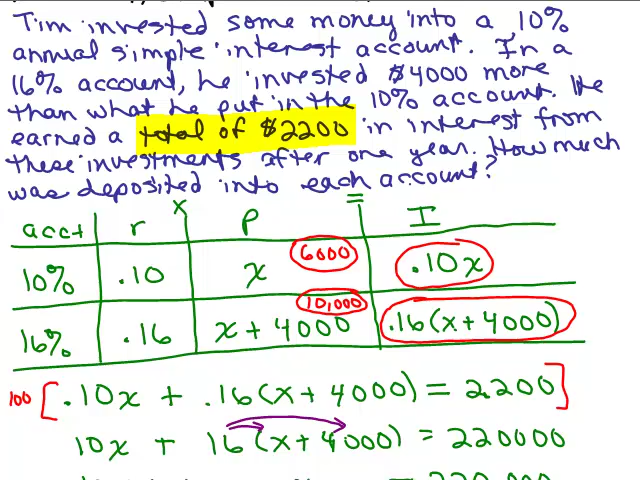 Tim invested some money into a 10%
annual simple interest account. In a
16% account, he invested $4000 more
than what he put in the 10% account. He
earned a total of $2200 in interest from
these investments after one year. How much
was deposited into each account?
acct r x P = I
10% .10 x 6000 .10x
16% .16 x + 4000 10,000 .16(x + 4000)
100 [.10x + .16(x + 4000) = 2200]
10x + 16(x + 4000) = 220000